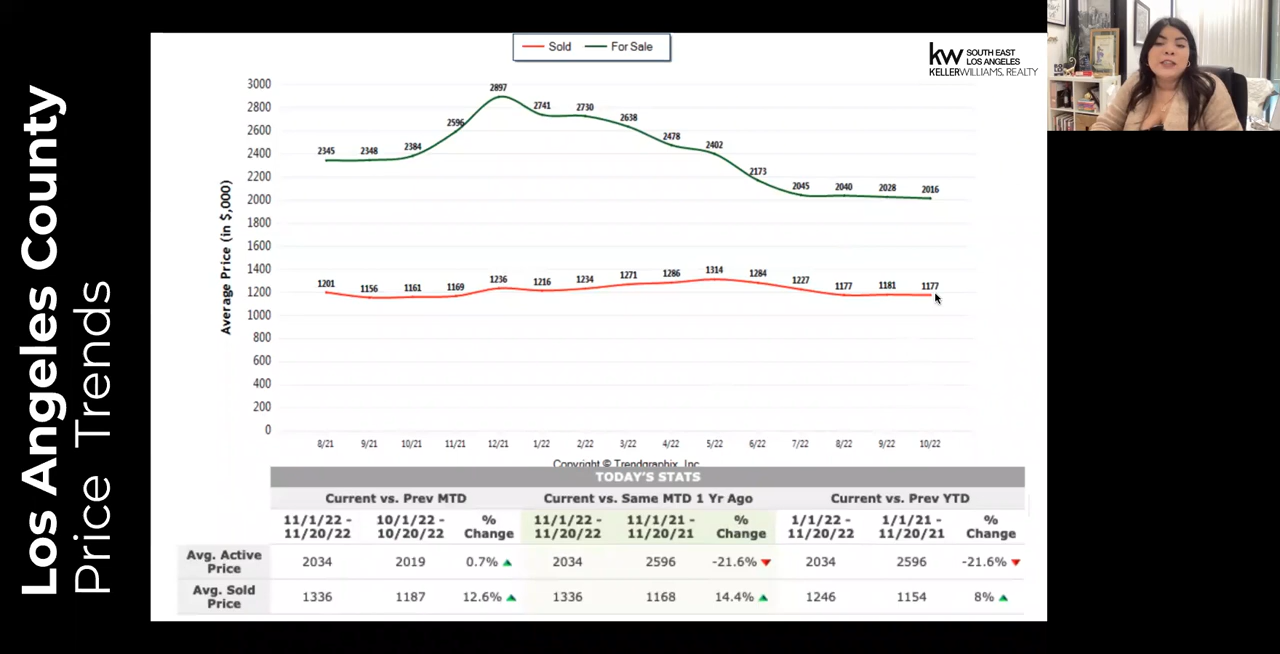 Los Angeles County
Price Trends
Sold For Sale
kw SOUTH EAST
LOS ANGELES
KELLERWILLIAMS. REALTY
Average Price (in $,000)
3000
2800
2600
2400
2200
2000
1800
1600
1400
1200
1000
800
600
400
200
0
2345 2348 2384 2596 2897 2741 2730 2638 2478 2402 2173 2045 2040 2028 2016
1201 1156 1161 1169 1236 1216 1234 1271 1286 1314 1284 1227 1177 1181 1177
8/21 9/21 10/21 11/21 12/21 1/22 2/22 3/22 4/22 5/22 6/22 7/22 8/22 9/22 10/22
Copyright © Trendgraphix, Inc
TODAY'S STATS
Current vs. Prev MTD Current vs. Same MTD 1 Yr Ago Current vs. Prev YTD
11/1/22 - 10/1/22 - % 11/1/22 - 11/1/21 - % 1/1/22 - 1/1/21 - %
11/20/22 10/20/22 Change 11/20/22 11/20/21 Change 11/20/22 11/20/21 Change
Avg. Active
Price 2034 2019 0.7% 2034 2596 -21.6% 2034 2596 -21.6%
Avg. Sold
Price 1336 1187 12.6% 1336 1168 14.4% 1246 1154 8%